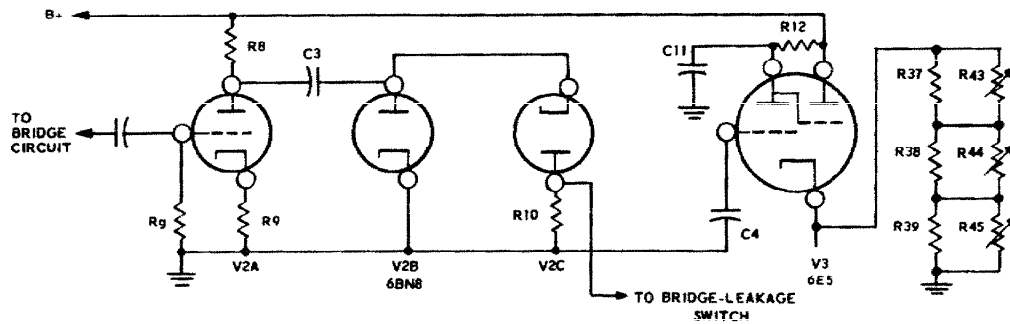 B+
R8
C3
C11
R12
R37
R43
TO
BRIDGE
CIRCUIT
R38
R44
Rg
R9
R10
C4
R39
R45
V2A
V2B
6BN8
V2C
V3
6E5
TO BRIDGE-LEAKAGE
SWITCH